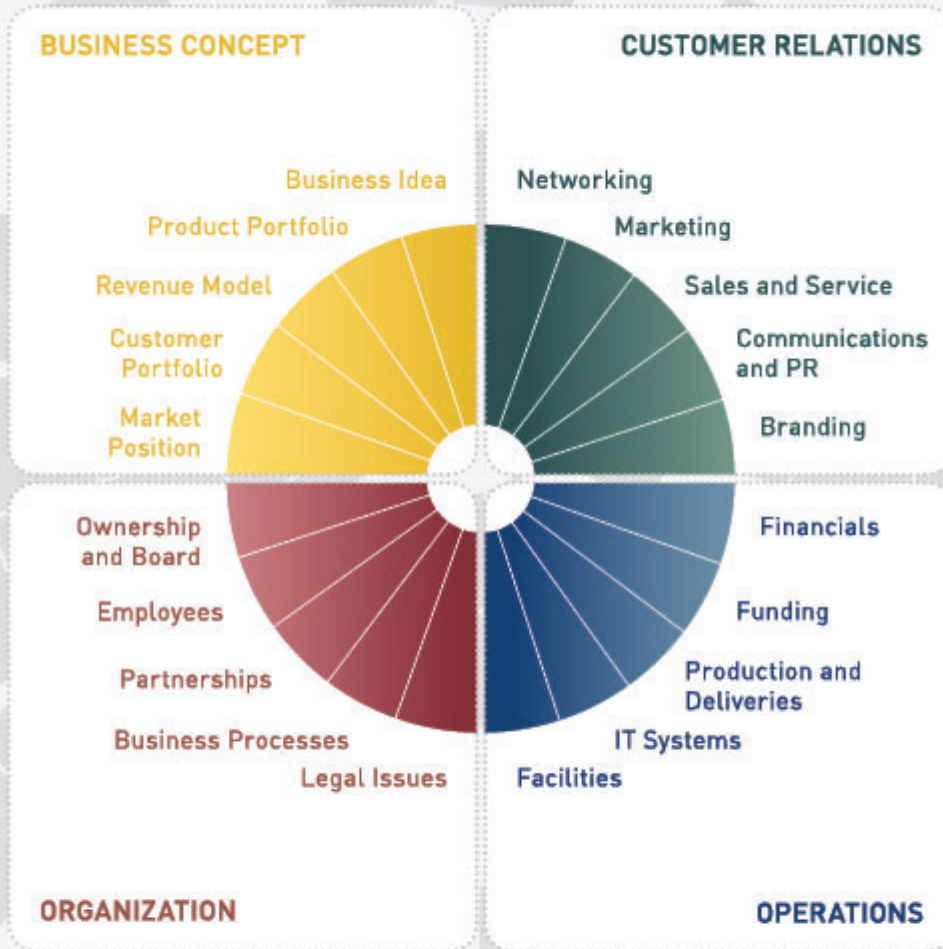 BUSINESS CONCEPT
Business Idea
Product Portfolio
Revenue Model
Customer
Portfolio
Market
Position
CUSTOMER RELATIONS
Networking
Marketing
Sales and Service
Communications
and PR
Branding
Ownership
and Board
Employees
Partnerships
Business Processes
Legal Issues
ORGANIZATION
Financials
Funding
Production and
Deliveries
IT Systems
Facilities
OPERATIONS